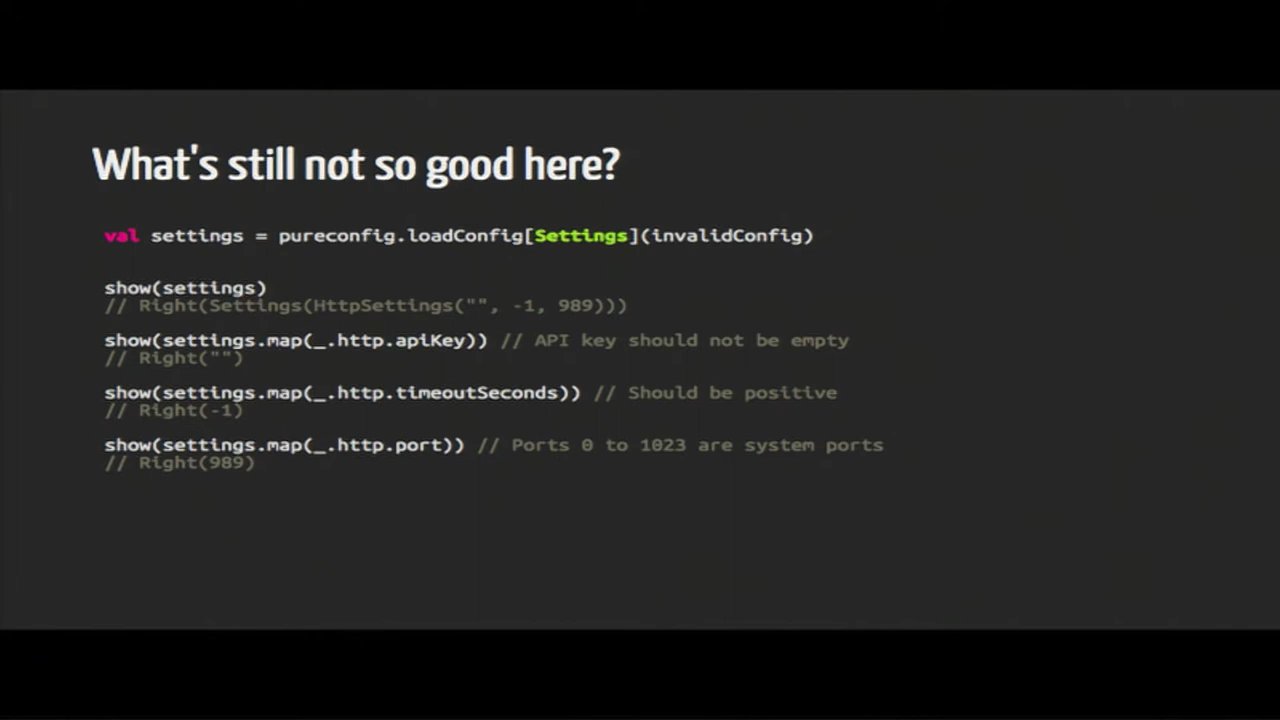 What's still not so good here?
val settings = pureconfig.loadConfig[Settings](invalidConfig)
show(settings)
// Right(Settings(HttpSettings("", -1, 989)))
show(settings.map(_.http.apiKey)) // API key should not be empty
// Right("")
show(settings.map(_.http.timeoutSeconds)) // Should be positive
// Right(-1)
show(settings.map(_.http.port)) // Ports 0 to 1023 are system ports
// Right(989)